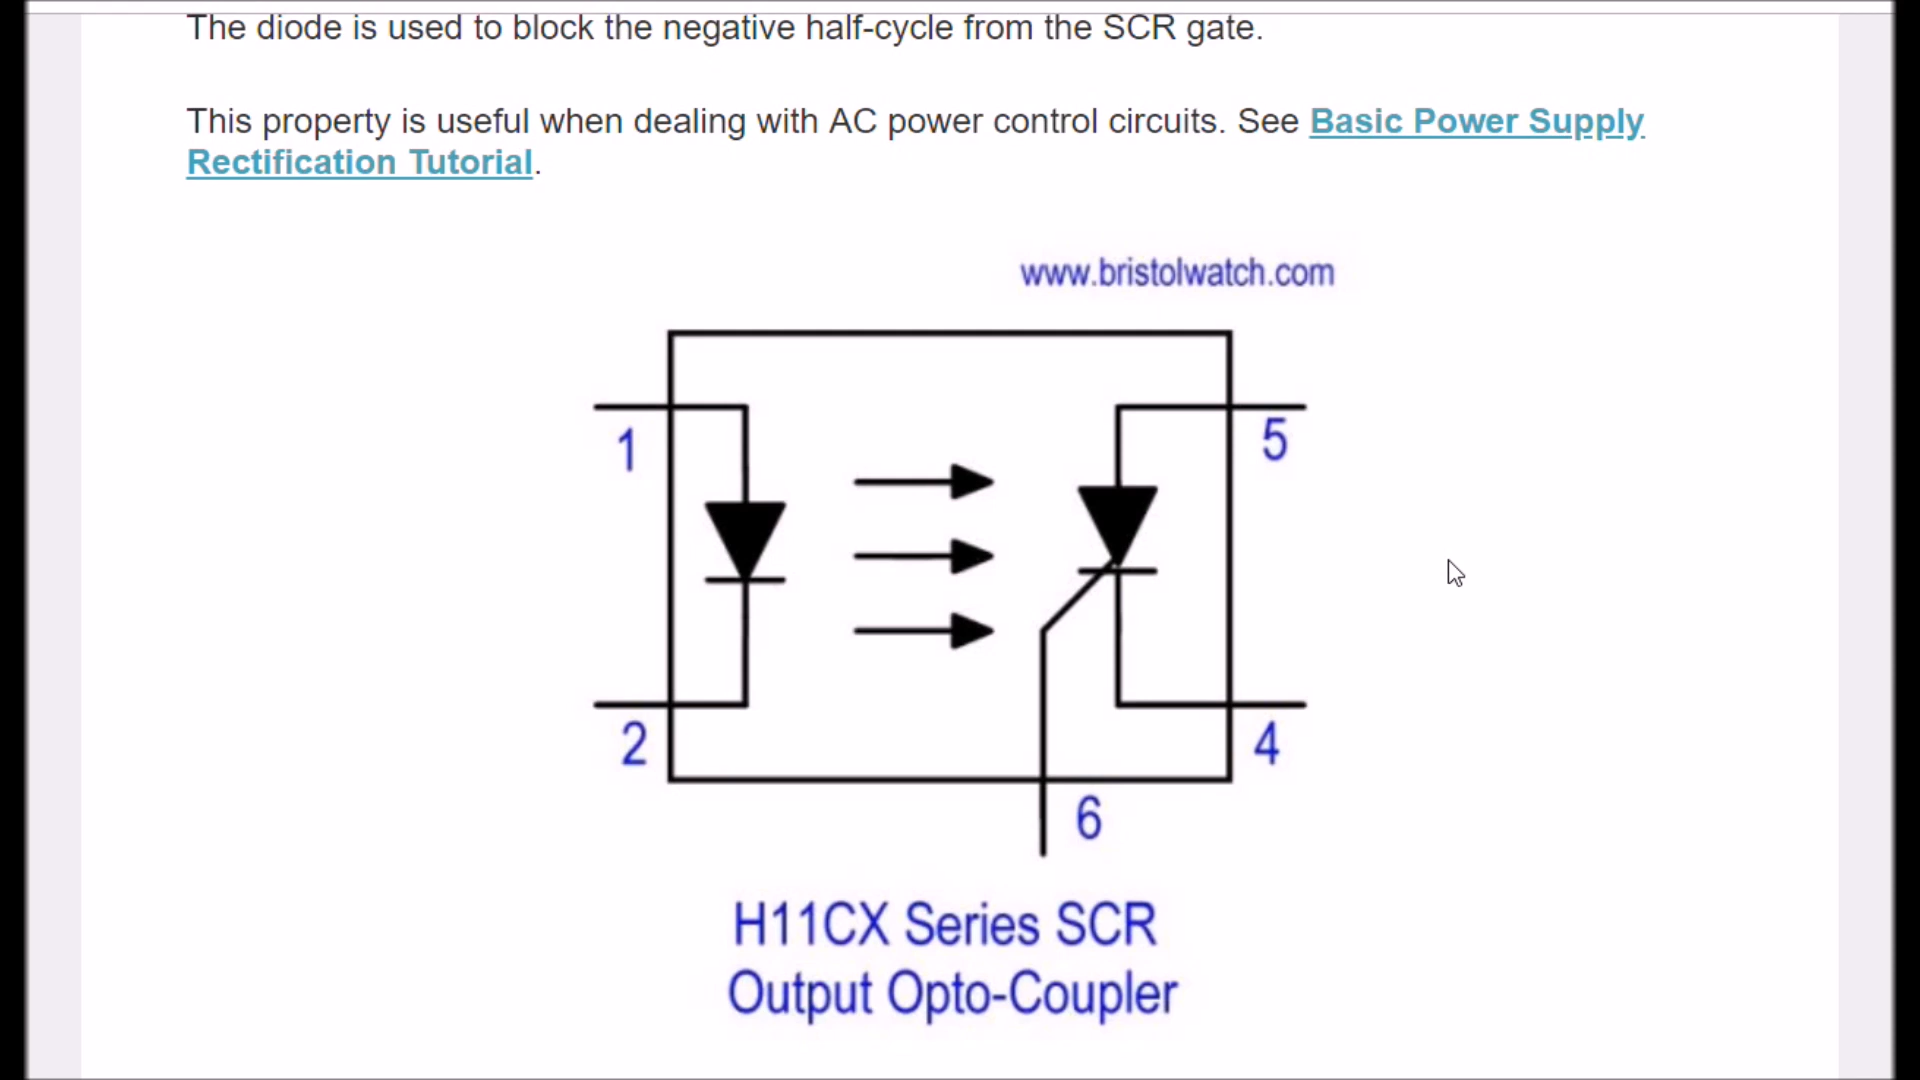 The diode is used to block the negative half-cycle from the SCR gate.
This property is useful when dealing with AC power control circuits. See Basic Power Supply
Rectification Tutorial.
www.bristolwatch.com
1
5
2
4
6
H11CX Series SCR
Output Opto-Coupler